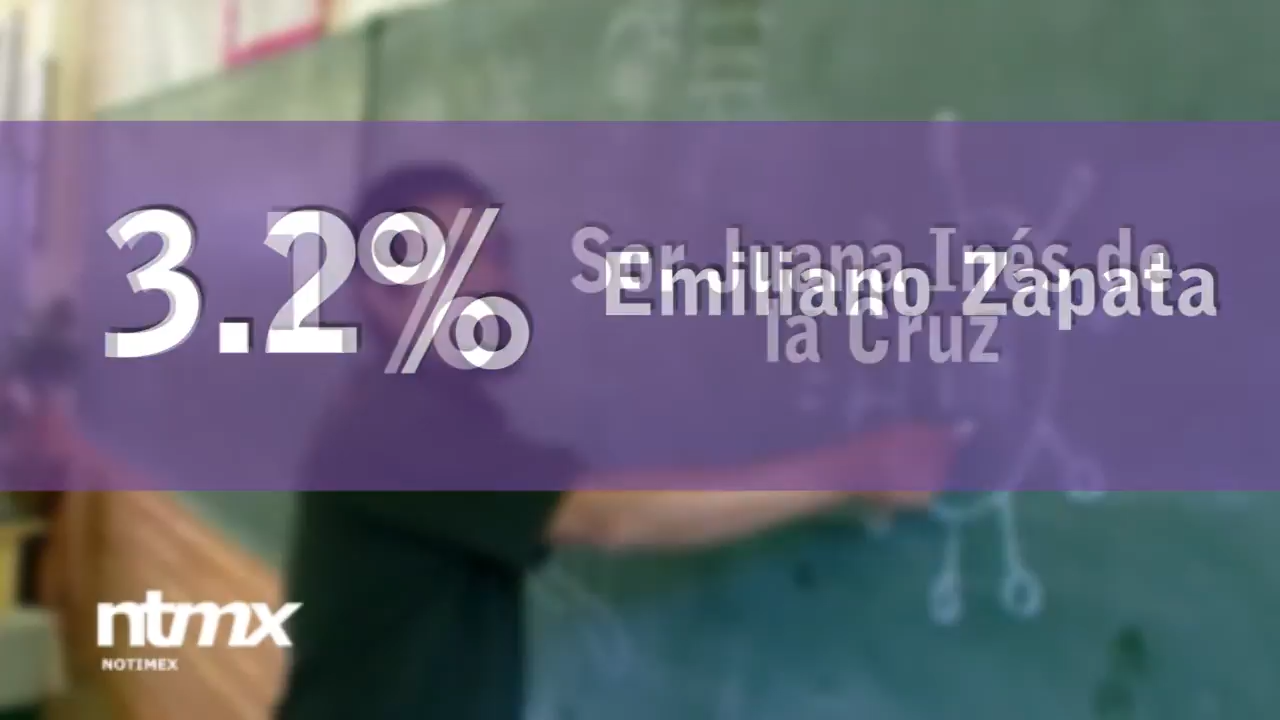 3.2%
Sor Juana Inés de
la Cruz
Emiliano Zapata
ntmx
NOTIMEX